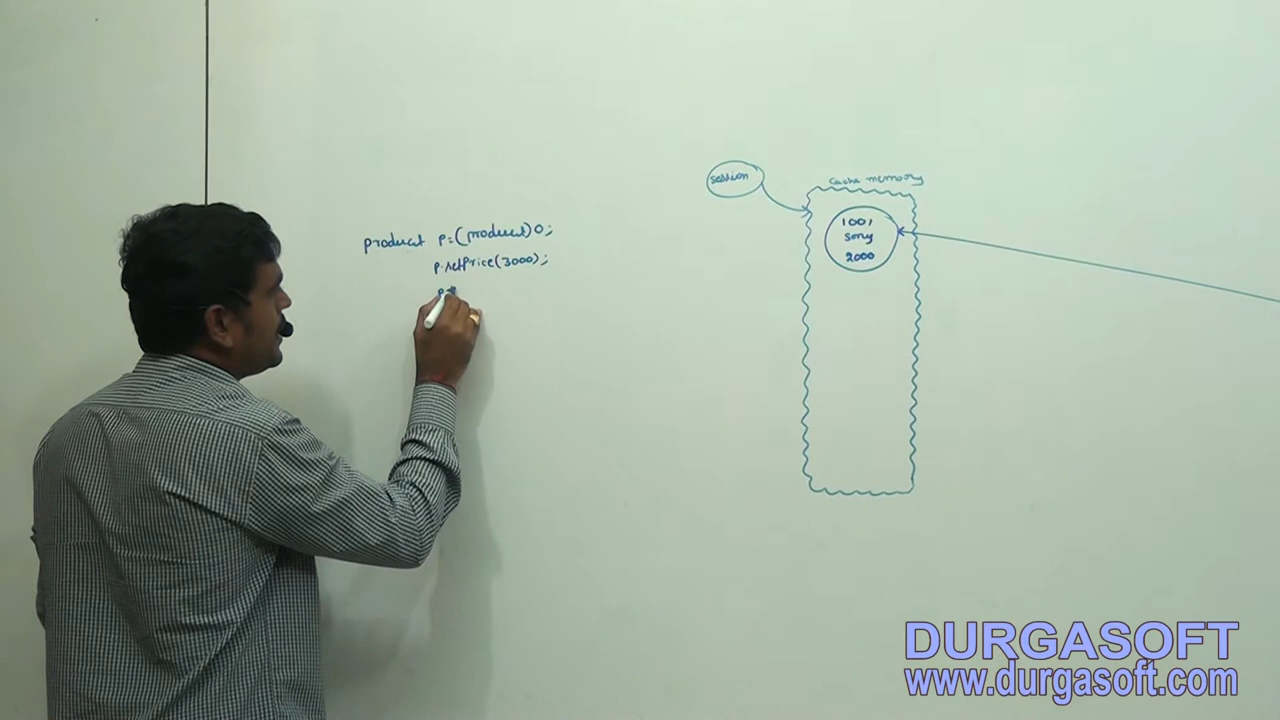 product p=(product)o;
p.setPrice(3000);
session
cache memory
1001
sony
2000
DURGASOFT
www.durgasoft.com